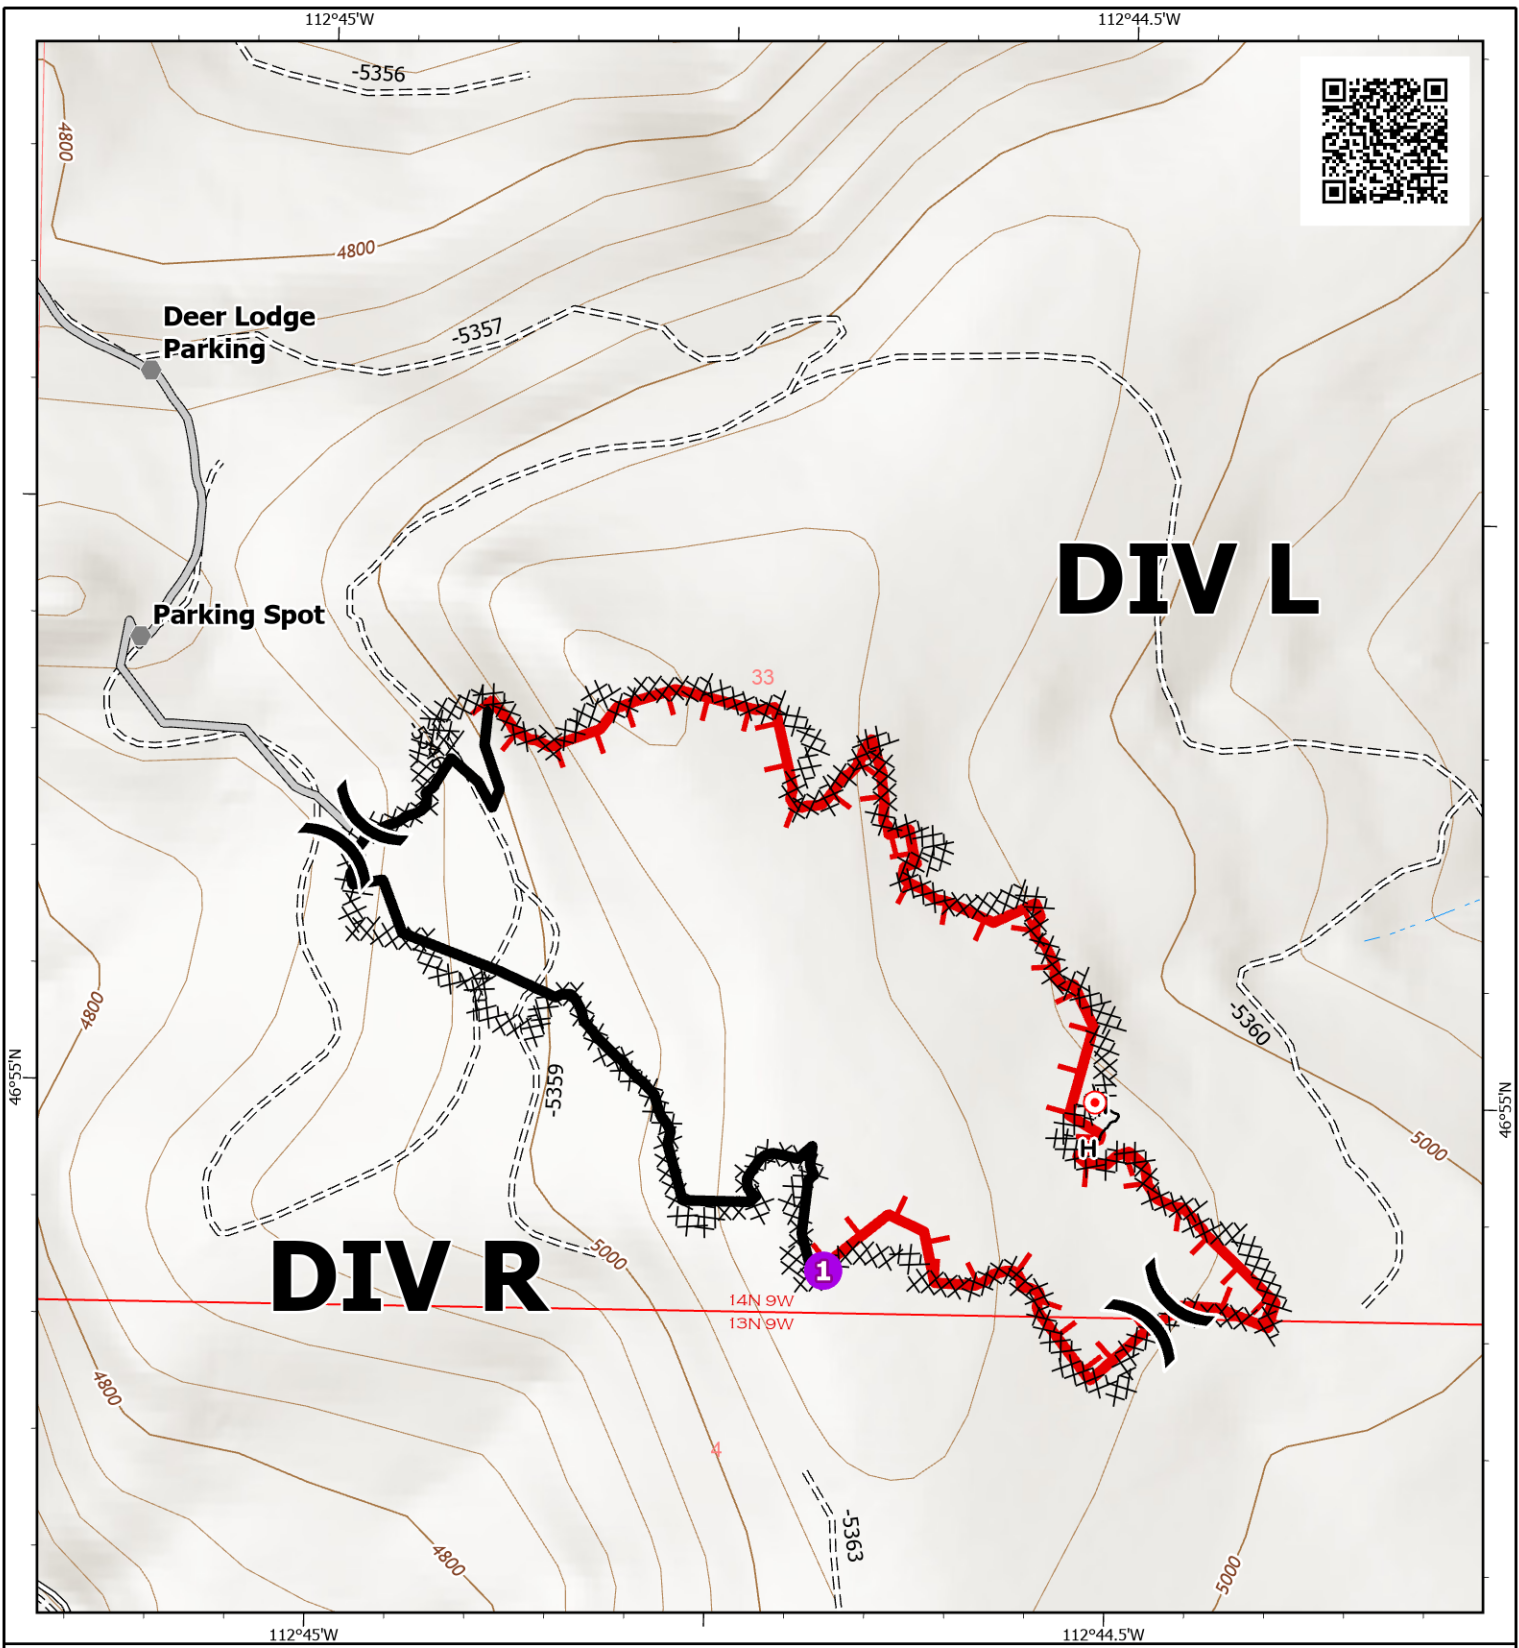 112°45'W
112°44.5'W
-5356
4800
4800
Deer Lodge
Parking
-5357
DIV L
Parking Spot
33
4800
-5360
46°55'N
46°55'N
-5359
H
5000
5000
DIV R
1
14N 9W
13N 9W
4800
4
-5363
4800
5000
112°45'W
112°44.5'W